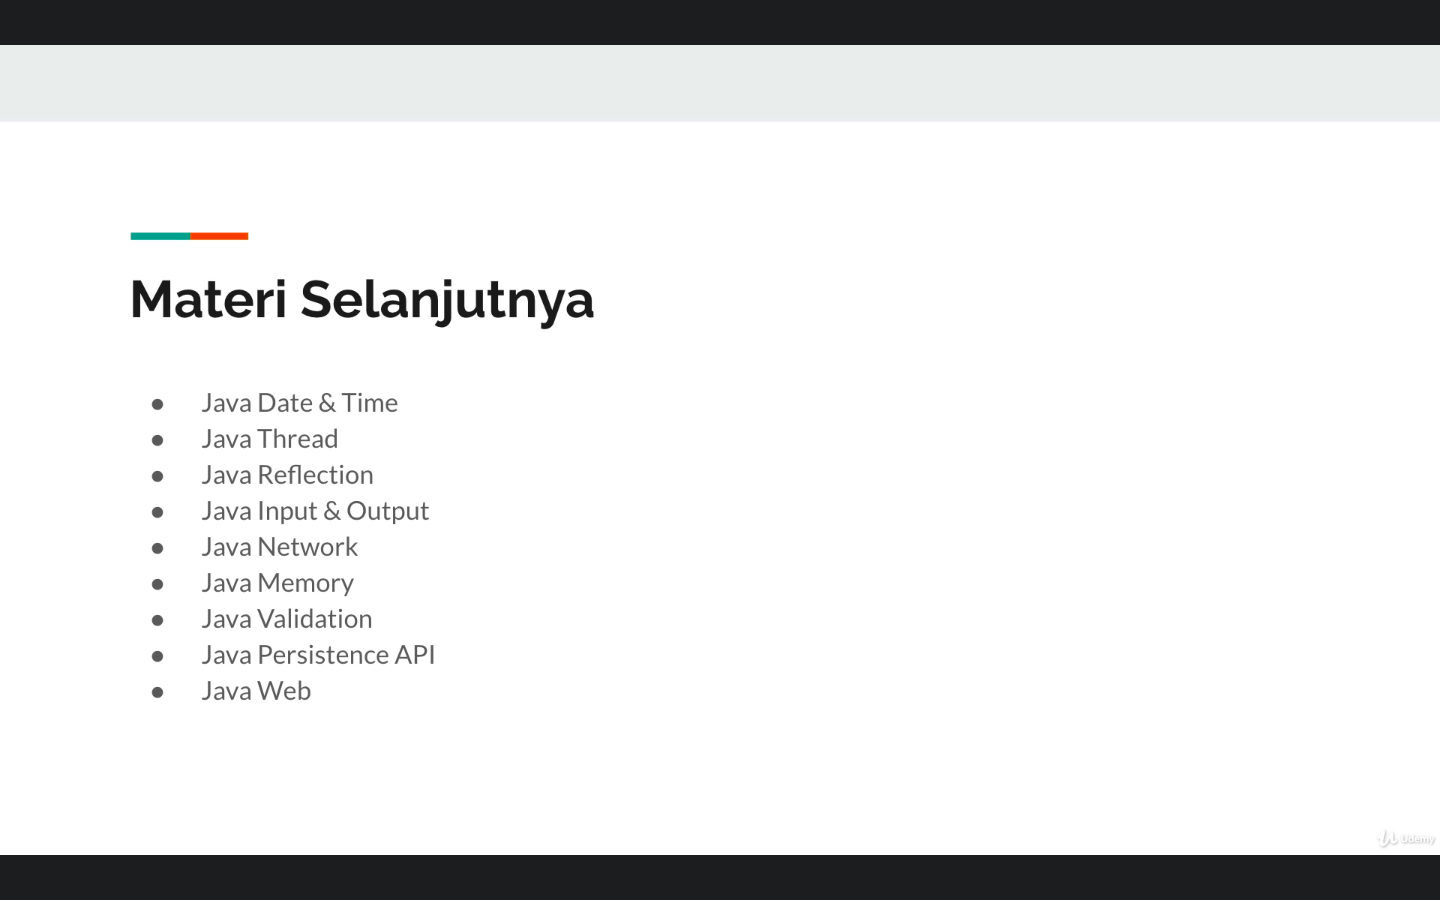 Materi Selanjutnya
● Java Date & Time
● Java Thread
● Java Reflection
● Java Input & Output
● Java Network
● Java Memory
● Java Validation
● Java Persistence API
● Java Web
Udemy